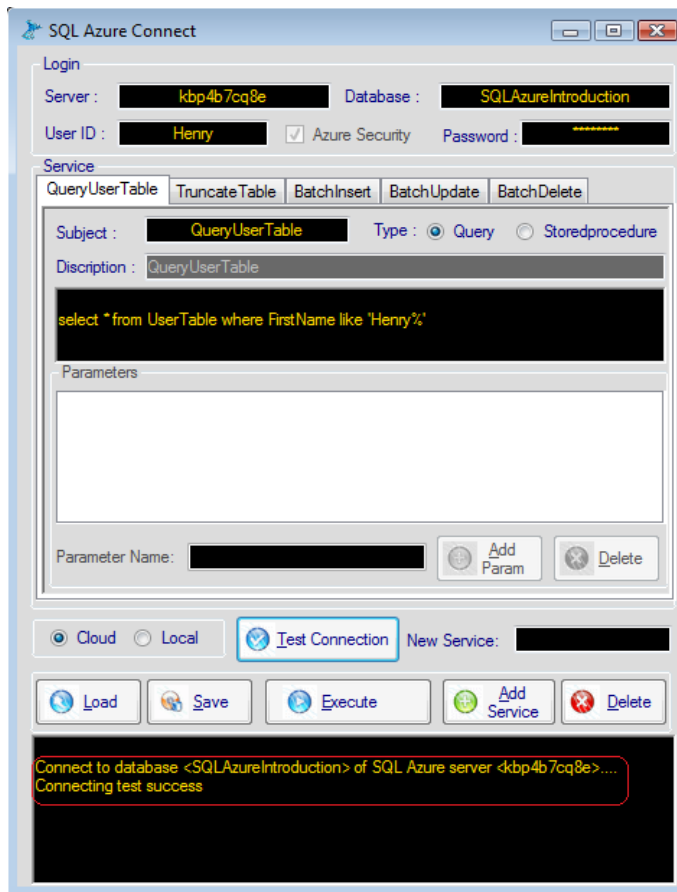 SQL Azure Connect
Login
Server : kbp4b7cq8e Database : SQLAzureIntroduction
User ID : Henry Azure Security Password : ********
Service
QueryUserTable TruncateTable BatchInsert BatchUpdate BatchDelete
Subject : QueryUserTable Type : Query Storedprocedure
Discription : QueryUserTable
select * from UserTable where FirstName like 'Henry%'
Parameters
Parameter Name: Add Param Delete
Cloud Local Test Connection New Service:
Load Save Execute Add Service Delete
Connect to database <SQLAzureIntroduction> of SQL Azure server <kbp4b7cq8e>....
Connecting test success